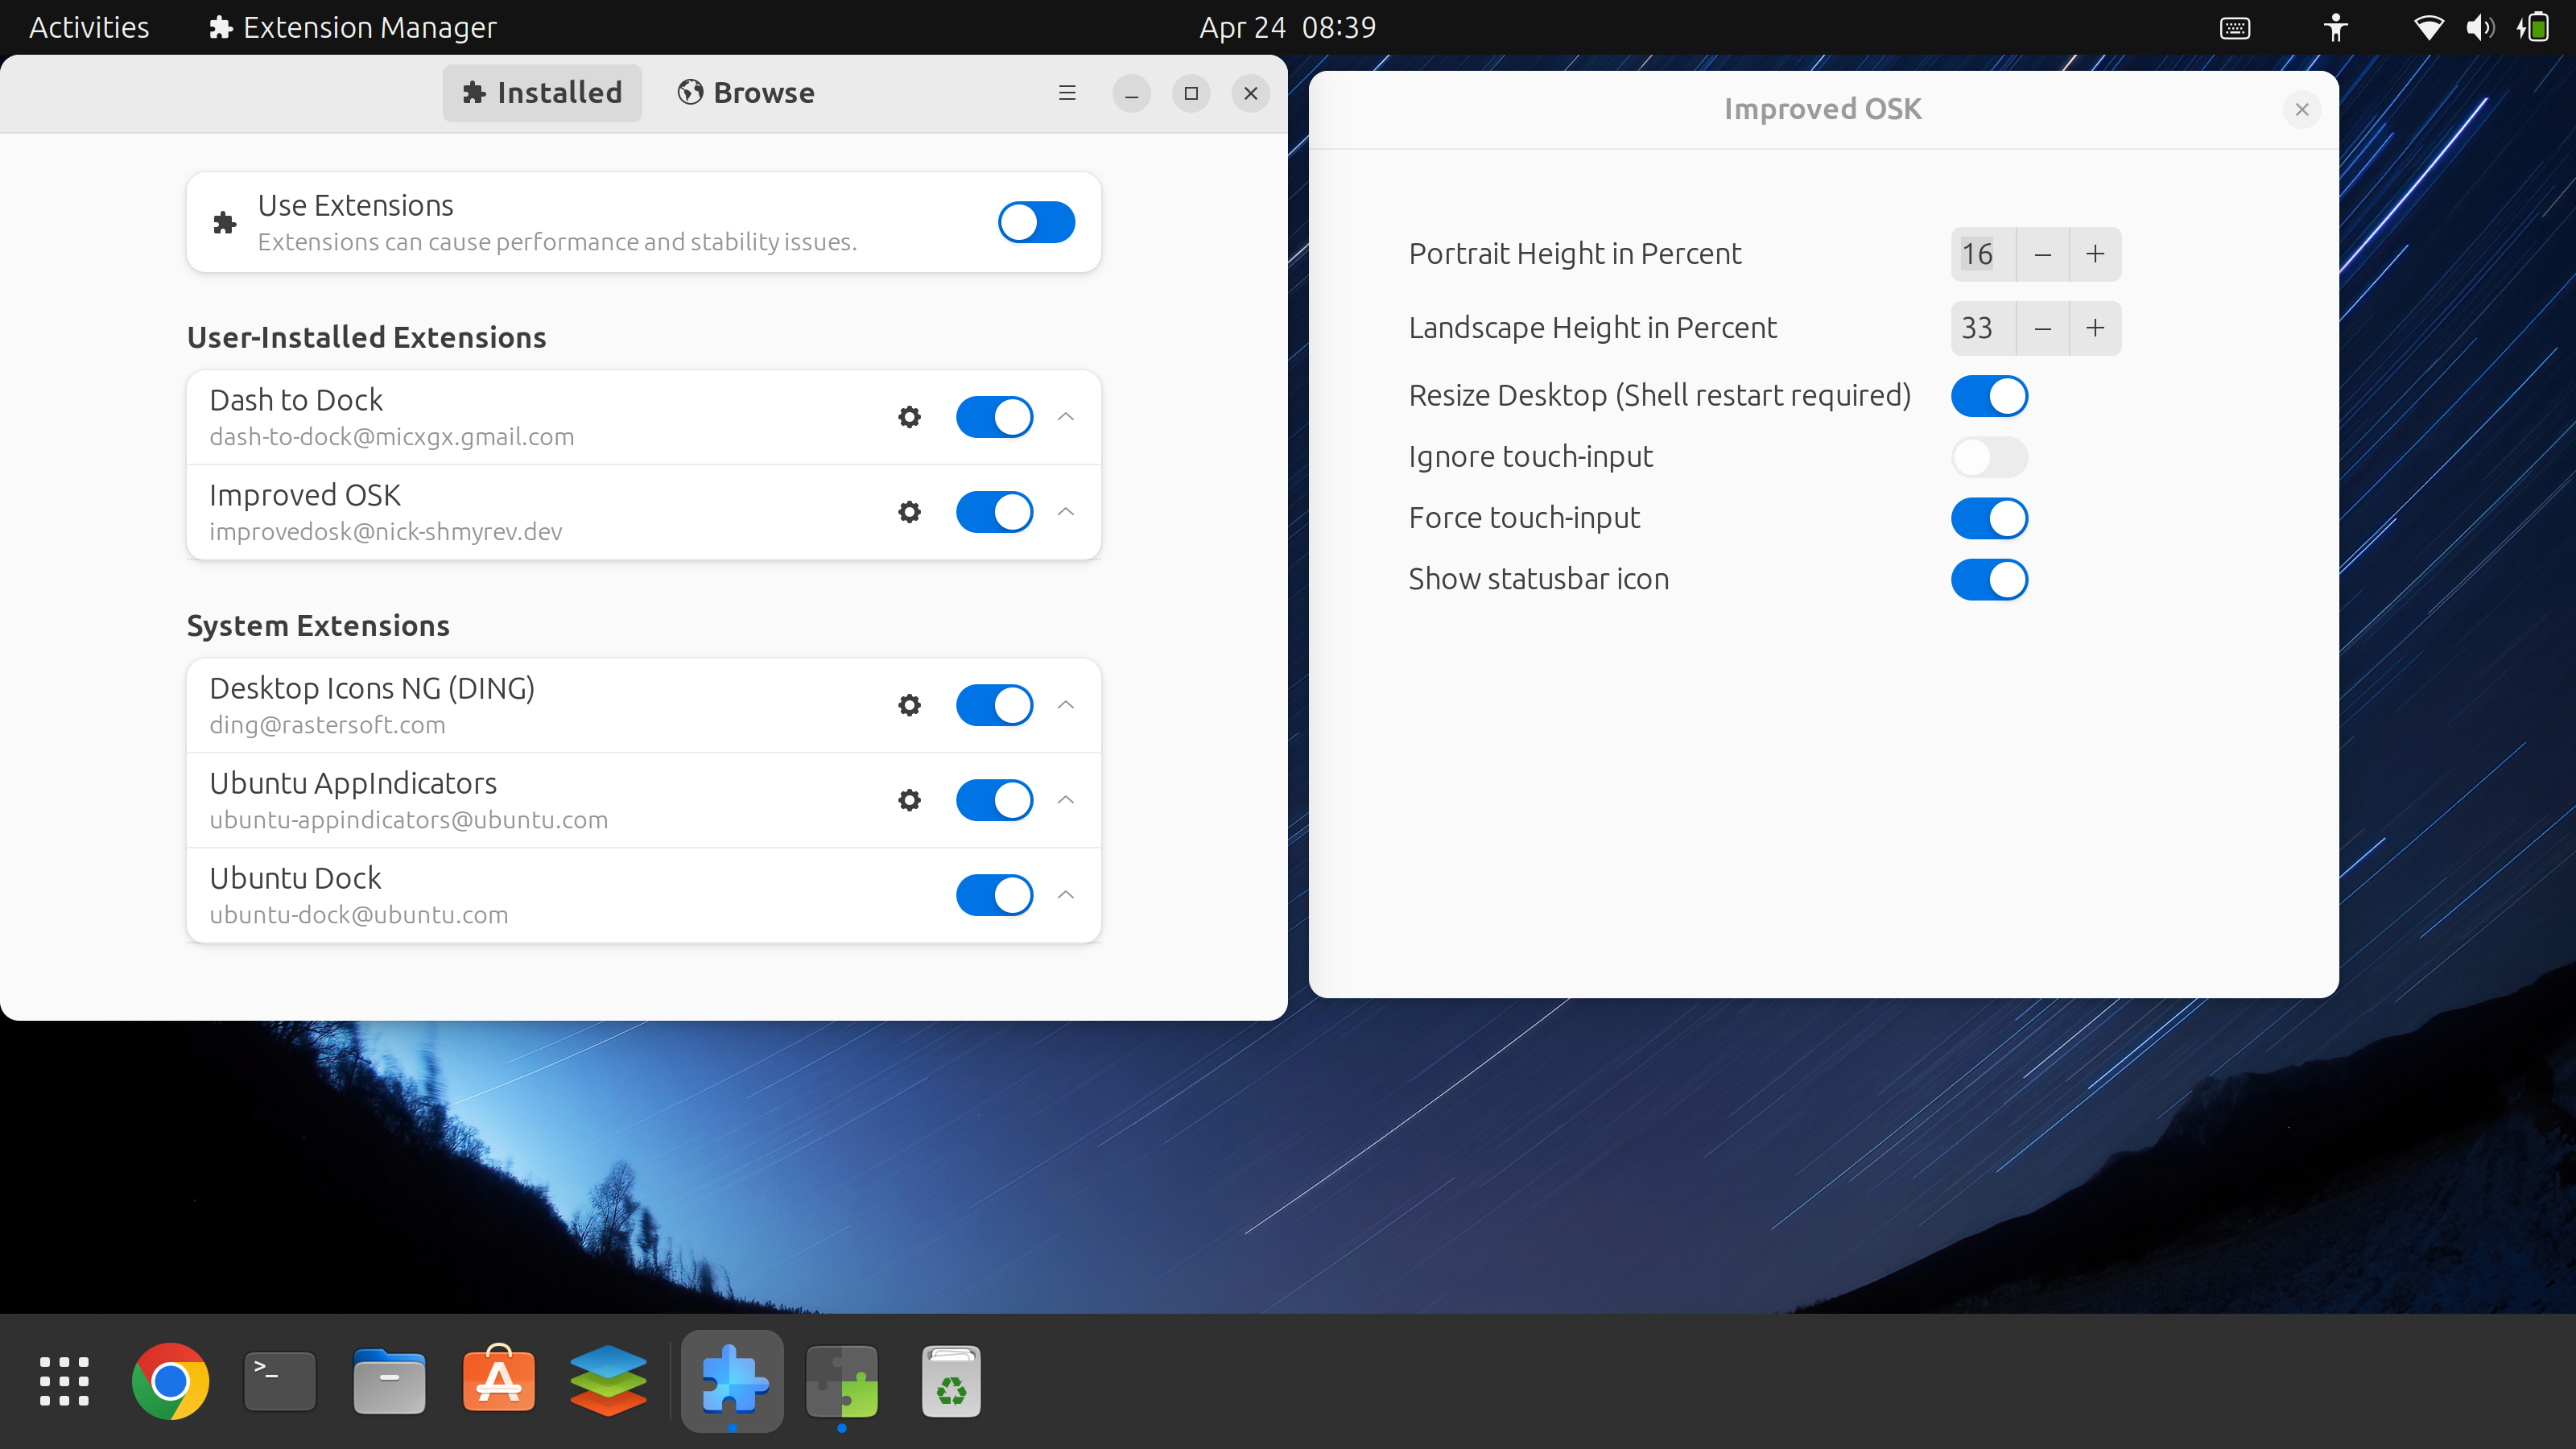 Activities
Extension Manager
Apr 24 08:39
Installed
Browse
Use Extensions
Extensions can cause performance and stability issues.
User-Installed Extensions
Dash to Dock
dash-to-dock@micxgx.gmail.com
Improved OSK
improvedosk@nick-shmyrev.dev
System Extensions
Desktop Icons NG (DING)
ding@rastersoft.com
Ubuntu AppIndicators
ubuntu-appindicators@ubuntu.com
Ubuntu Dock
ubuntu-dock@ubuntu.com
Improved OSK
Portrait Height in Percent 16 − +
Landscape Height in Percent 33 − +
Resize Desktop (Shell restart required)
Ignore touch-input
Force touch-input
Show statusbar icon
>_